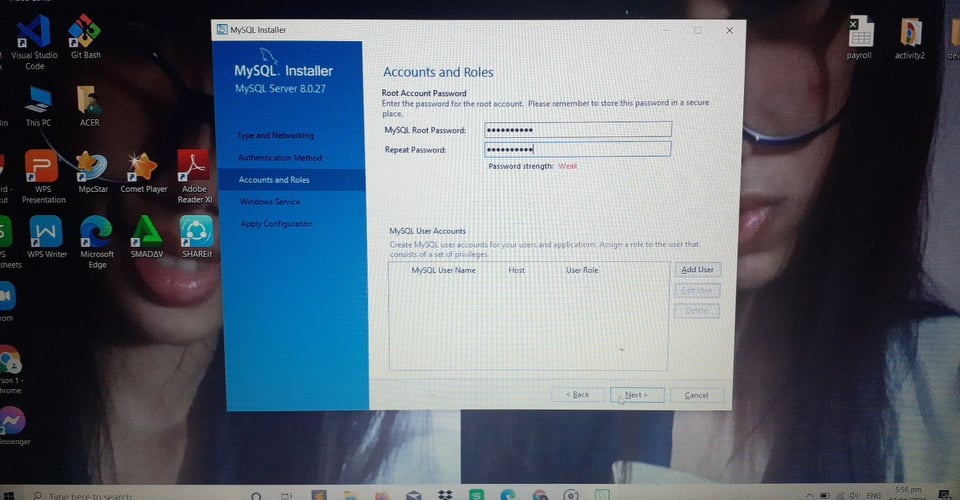 MySQL Installer
MySQL. Installer
MySQL Server 8.0.27
Type and Networking
Authentication Method
Accounts and Roles
Windows Service
Apply Configuration
Accounts and Roles
Root Account Password
Enter the password for the root account. Please remember to store this password in a secure
place.
MySQL Root Password:
Repeat Password:
Password strength: Weak
MySQL User Accounts
Create MySQL user accounts for your users and applications. Assign a role to the user that
consists of a set of privileges.
MySQL User Name Host User Role
Add User
Edit User
Delete
< Back
Next >
Cancel
Visual Studio
Code
Git Bash
This PC
ACER
WPS
Presentation
MpcStar
Comet Player
Adobe
Reader XI
WPS Writer
Microsoft
Edge
SMADAV
SHAREit
payroll
activity2
Type here to search
ENG
5:56 pm